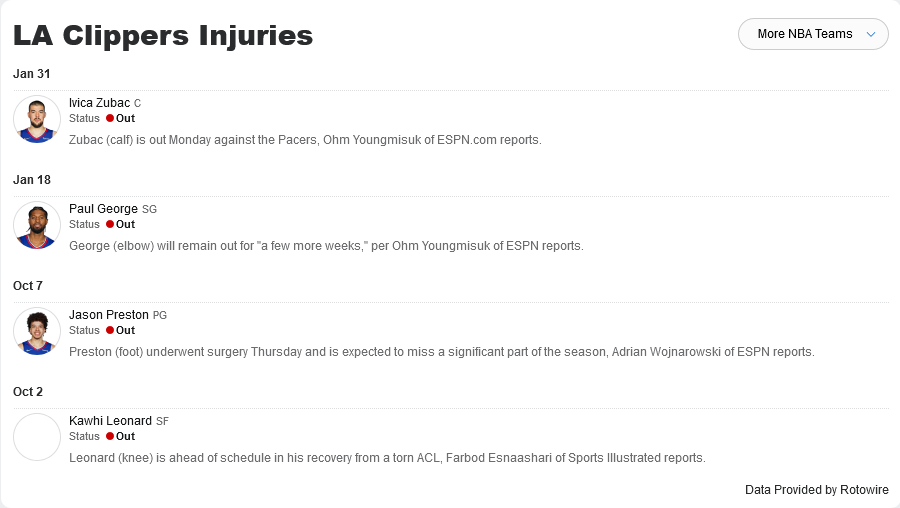 LA Clippers Injuries
More NBA Teams
Jan 31
Ivica Zubac C
Status Out
Zubac (calf) is out Monday against the Pacers, Ohm Youngmisuk of ESPN.com reports.
Jan 18
Paul George SG
Status Out
George (elbow) will remain out for "a few more weeks," per Ohm Youngmisuk of ESPN reports.
Oct 7
Jason Preston PG
Status Out
Preston (foot) underwent surgery Thursday and is expected to miss a significant part of the season, Adrian Wojnarowski of ESPN reports.
Oct 2
Kawhi Leonard SF
Status Out
Leonard (knee) is ahead of schedule in his recovery from a torn ACL, Farbod Esnaashari of Sports Illustrated reports.
Data Provided by Rotowire